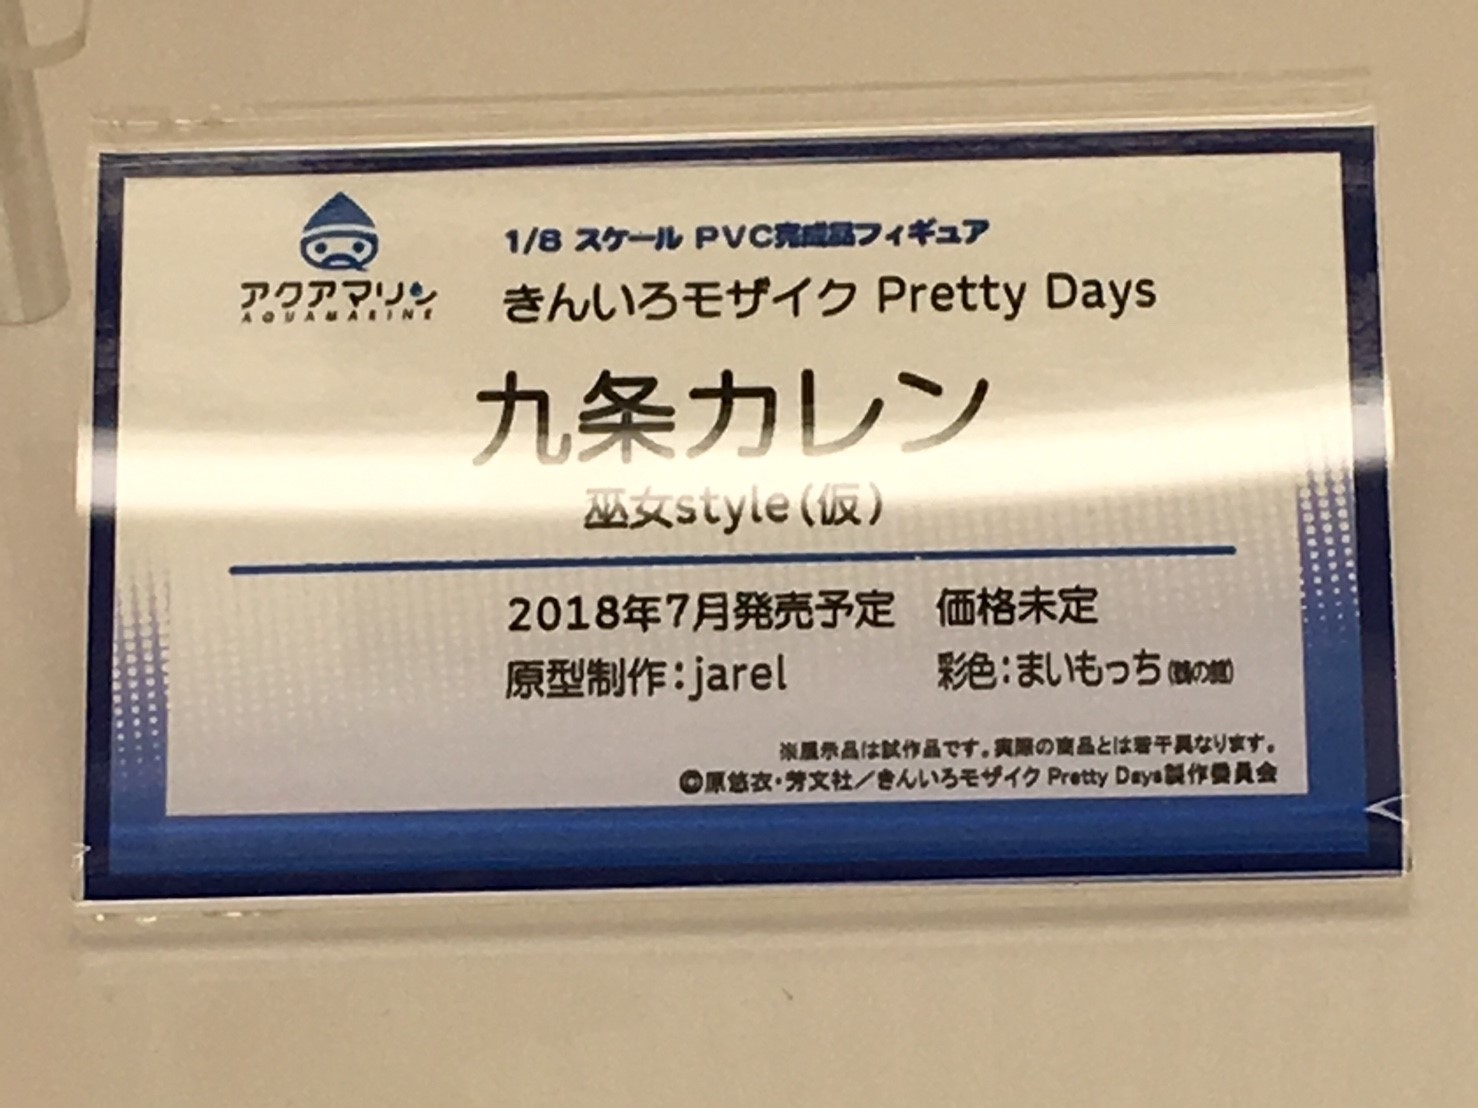 アクアマリン
AQUAMARINE
1/8 スケール PVC完成品フィギュア
きんいろモザイク Pretty Days
九条カレン
巫女style(仮)
2018年7月発売予定 価格未定
原型制作:jarel 彩色:まいもっち
※展示品は試作品です。実際の商品とは若干異なります。
©原悠衣・芳文社／きんいろモザイク Pretty Days製作委員会